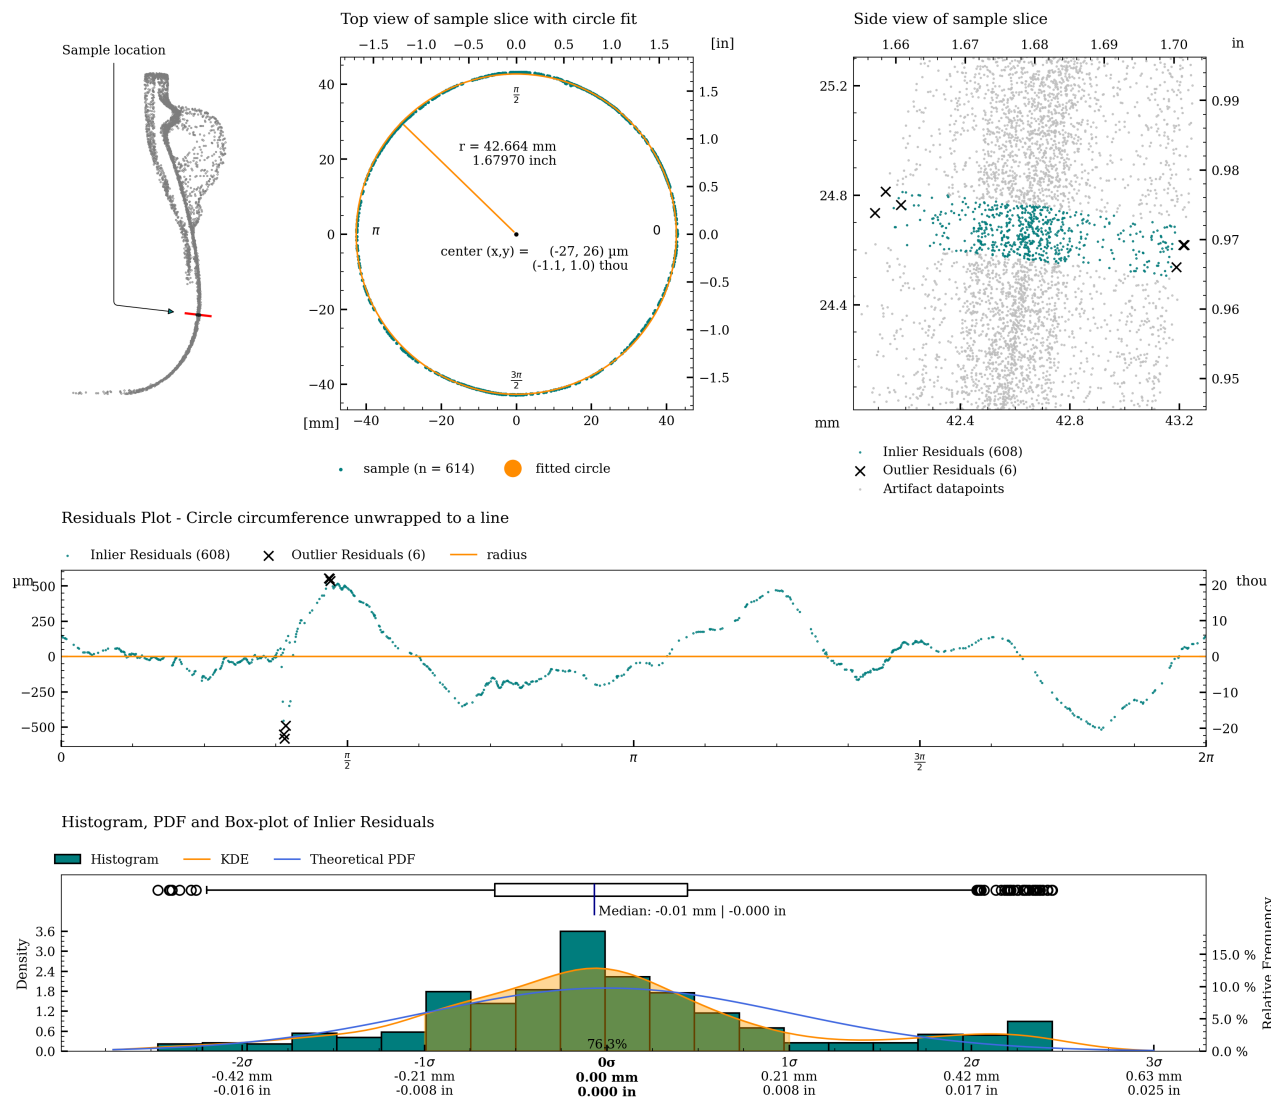 Top view of sample slice with circle fit
Side view of sample slice
Sample location
−1.5 −1.0 −0.5 0.0 0.5 1.0 1.5 [in]
1.66 1.67 1.68 1.69 1.70 in
40
20
0
−20
−40
π/2
r = 42.664 mm
1.67970 inch
π
0
center (x,y) = (-27, 26) µm
(-1.1, 1.0) thou
3π/2
1.5
1.0
0.5
0.0
−0.5
−1.0
−1.5
[mm] −40 −20 0 20 40
25.2
24.8
24.4
0.99
0.98
0.97
0.96
0.95
mm 42.4 42.8 43.2
sample (n = 614) fitted circle
Inlier Residuals (608)
Outlier Residuals (6)
Artifact datapoints
Residuals Plot - Circle circumference unwrapped to a line
Inlier Residuals (608) Outlier Residuals (6) radius
µm
500
250
0
−250
−500
thou
20
10
0
−10
−20
0 π/2 π 3π/2 2π
Histogram, PDF and Box-plot of Inlier Residuals
Histogram KDE Theoretical PDF
Median: -0.01 mm | -0.000 in
Density
3.6
3.0
2.4
1.8
1.2
0.6
0.0
Relative Frequency
15.0 %
10.0 %
5.0 %
0.0 %
76.3%
-2σ -1σ 0σ 1σ 2σ 3σ
-0.42 mm -0.21 mm 0.00 mm 0.21 mm 0.42 mm 0.63 mm
-0.016 in -0.008 in 0.000 in 0.008 in 0.017 in 0.025 in